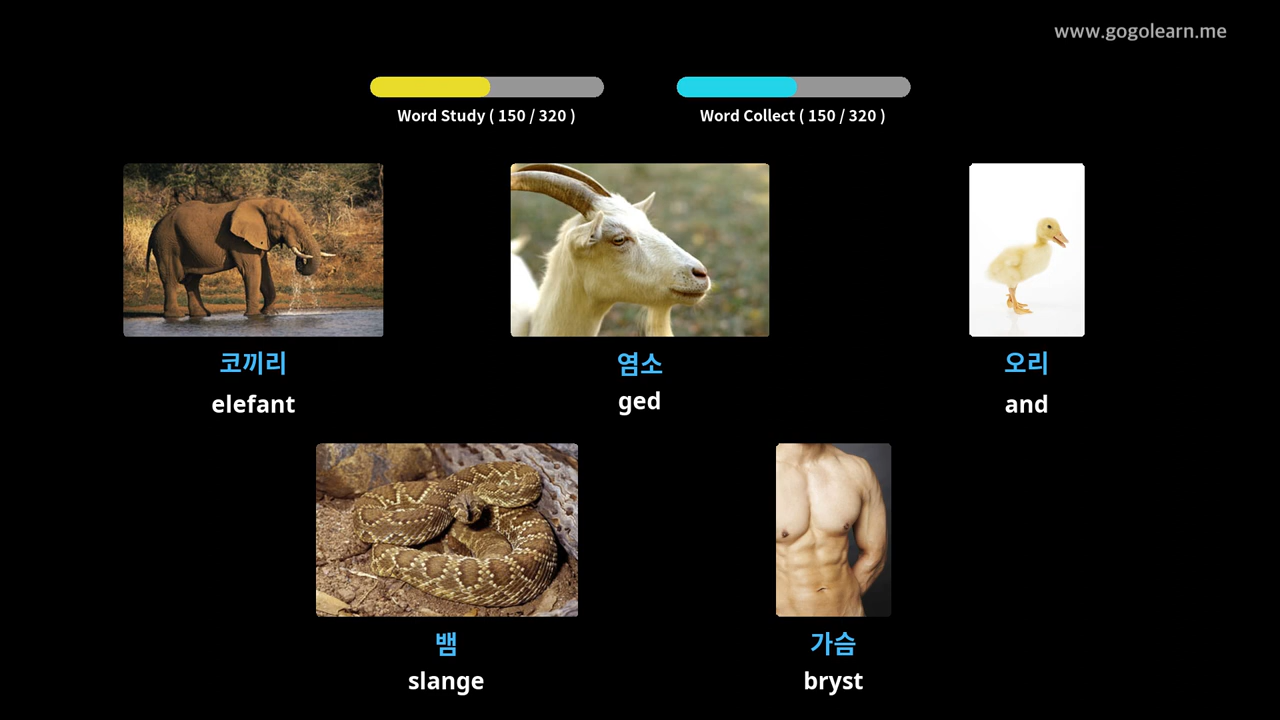 www.gogolearn.me
Word Study ( 150 / 320 )
Word Collect ( 150 / 320 )
코끼리
elefant
염소
ged
오리
and
뱀
slange
가슴
bryst